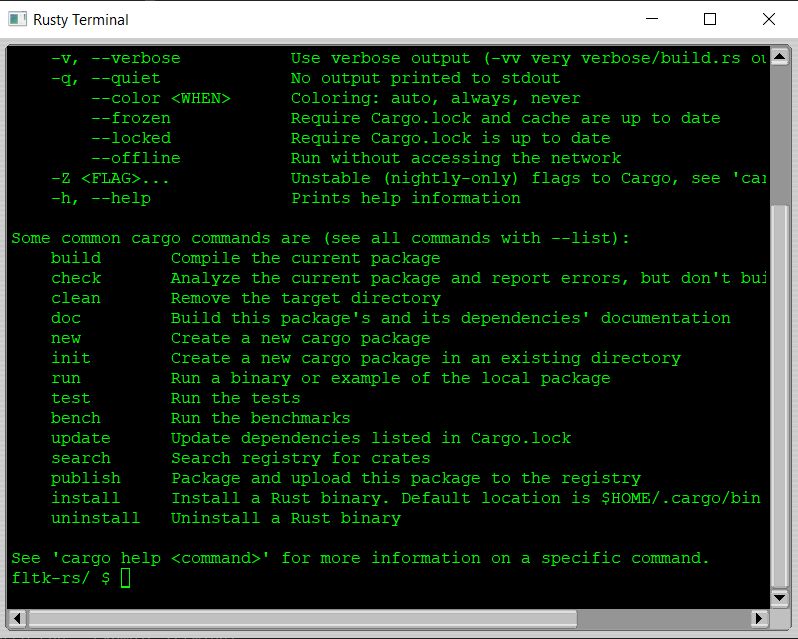 Rusty Terminal
    -v, --verbose           Use verbose output (-vv very verbose/build.rs
    -q, --quiet             No output printed to stdout
        --color <WHEN>      Coloring: auto, always, never
        --frozen            Require Cargo.lock and cache are up to date
        --locked            Require Cargo.lock is up to date
        --offline           Run without accessing the network
    -Z <FLAG>...            Unstable (nightly-only) flags to Cargo, see
    -h, --help              Prints help information
Some common cargo commands are (see all commands with --list):
    build       Compile the current package
    check       Analyze the current package and report errors, but don't
    clean       Remove the target directory
    doc         Build this package's and its dependencies' documentation
    new         Create a new cargo package
    init        Create a new cargo package in an existing directory
    run         Run a binary or example of the local package
    test        Run the tests
    bench       Run the benchmarks
    update      Update dependencies listed in Cargo.lock
    search      Search registry for crates
    publish     Package and upload this package to the registry
    install     Install a Rust binary. Default location is $HOME/.cargo/bin
    uninstall   Uninstall a Rust binary
See 'cargo help <command>' for more information on a specific command.
fltk-rs/ $